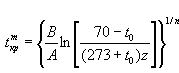 t_{кр}^{m} = \left\{ \frac{B}{A} \ln \left[ \frac{70 - t_0}{(273 + t_0) z} \right] \right\}^{1/n}